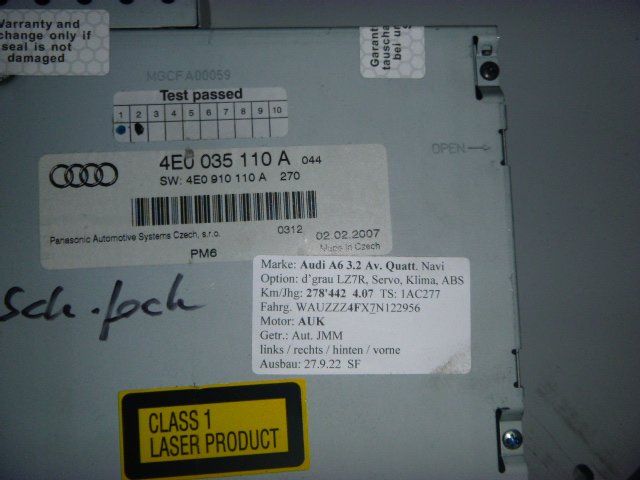 Warranty and
change only if
seal is not
damaged
Garant
tauscha
bei un
MGCFA00059
Test passed
1 2 3 4 5 6 7 8 9 10
OPEN
4E0 035 110 A 044
SW: 4E0 910 110 A 270
0312
Panasonic Automotive Systems Czech, s.r.o.
02.02.2007
PM6
Made in Czech
Marke: Audi A6 3.2 Av. Quatt. Navi
Option: d'grau LZ7R, Servo, Klima, ABS
Km/Jhg: 278'442 4.07 TS: 1AC277
Fahrg. WAUZZZ4FX7N122956
Motor: AUK
Getr.: Aut. JMM
links / rechts / hinten / vorne
Ausbau: 27.9.22 SF
CLASS 1
LASER PRODUCT